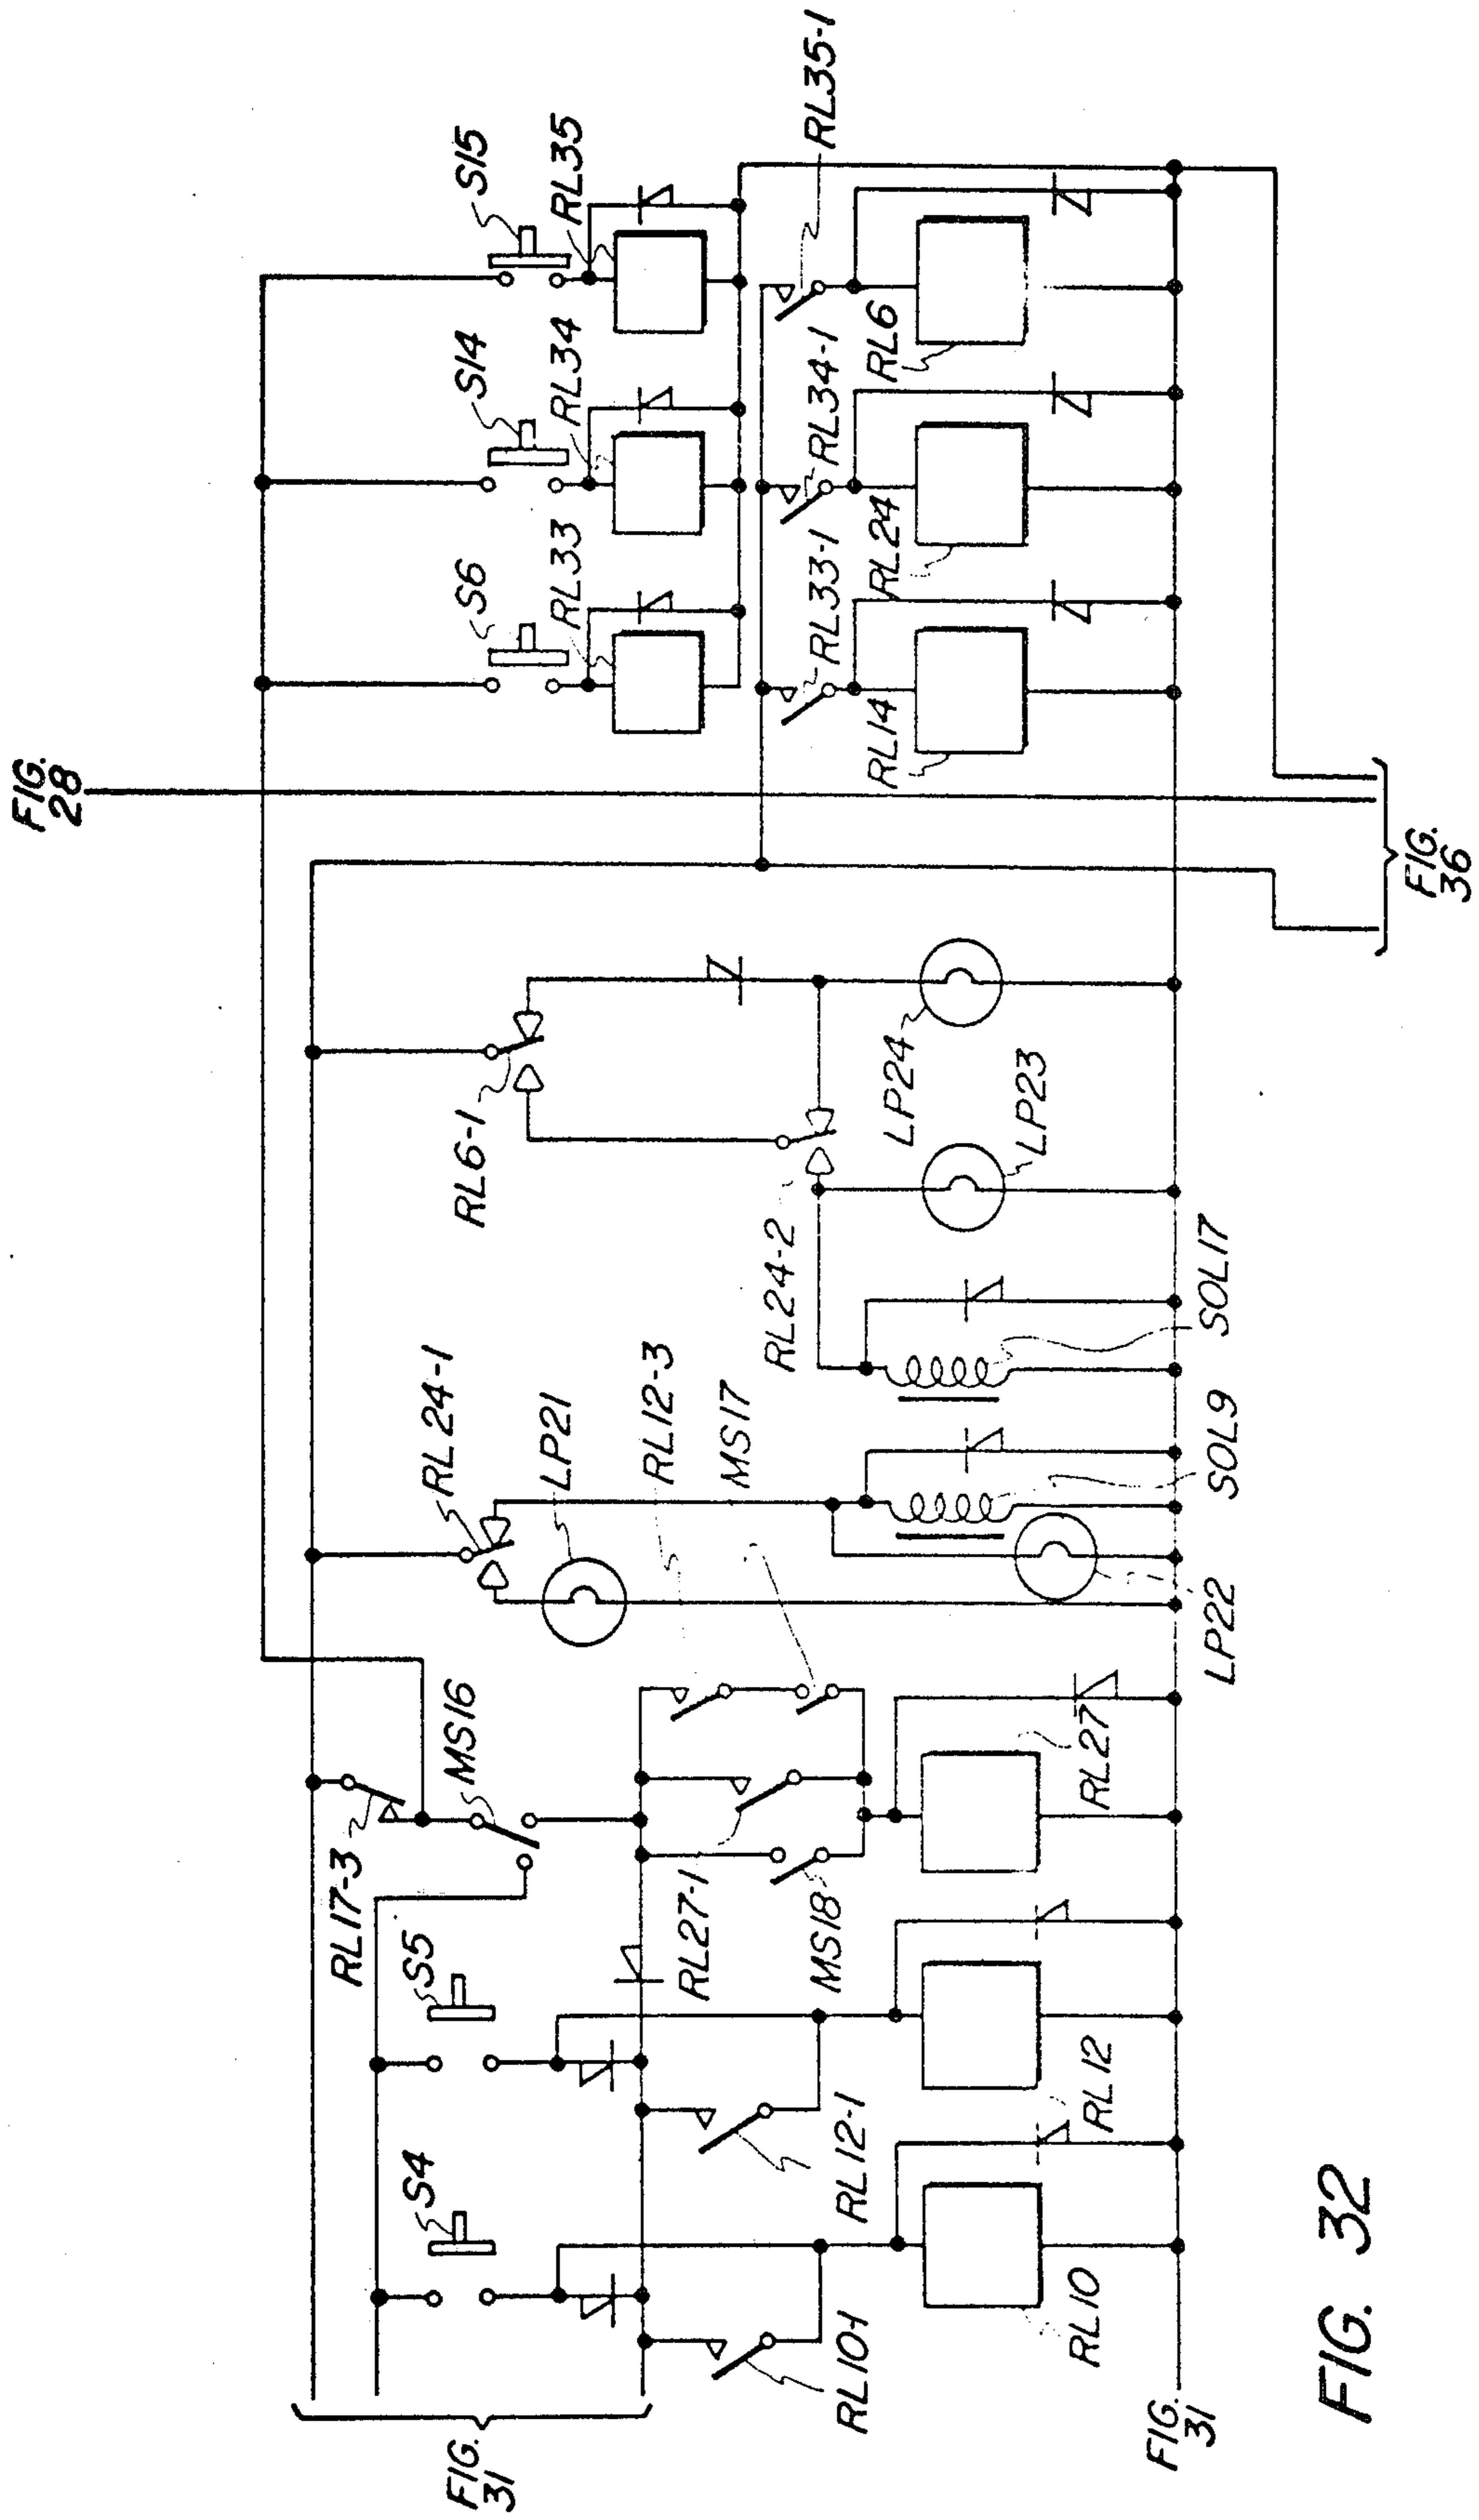 FIG.
28
S15
RL35
S14
RL34
S6
RL33
RL35-1
RL6
RL34-1
RL24
RL33-1
RL14
FIG.
36
RL6-1
LP24
LP23
RL24-2
SOL17
RL24-1
LP21
RL12-3
MS17
SOL9
LP22
MS16
RL17-3
RL27
S5
RL27-1
MS18
S4
RL12-1
RL12
RL10-1
RL10
FIG.
31
FIG.
31
FIG. 32